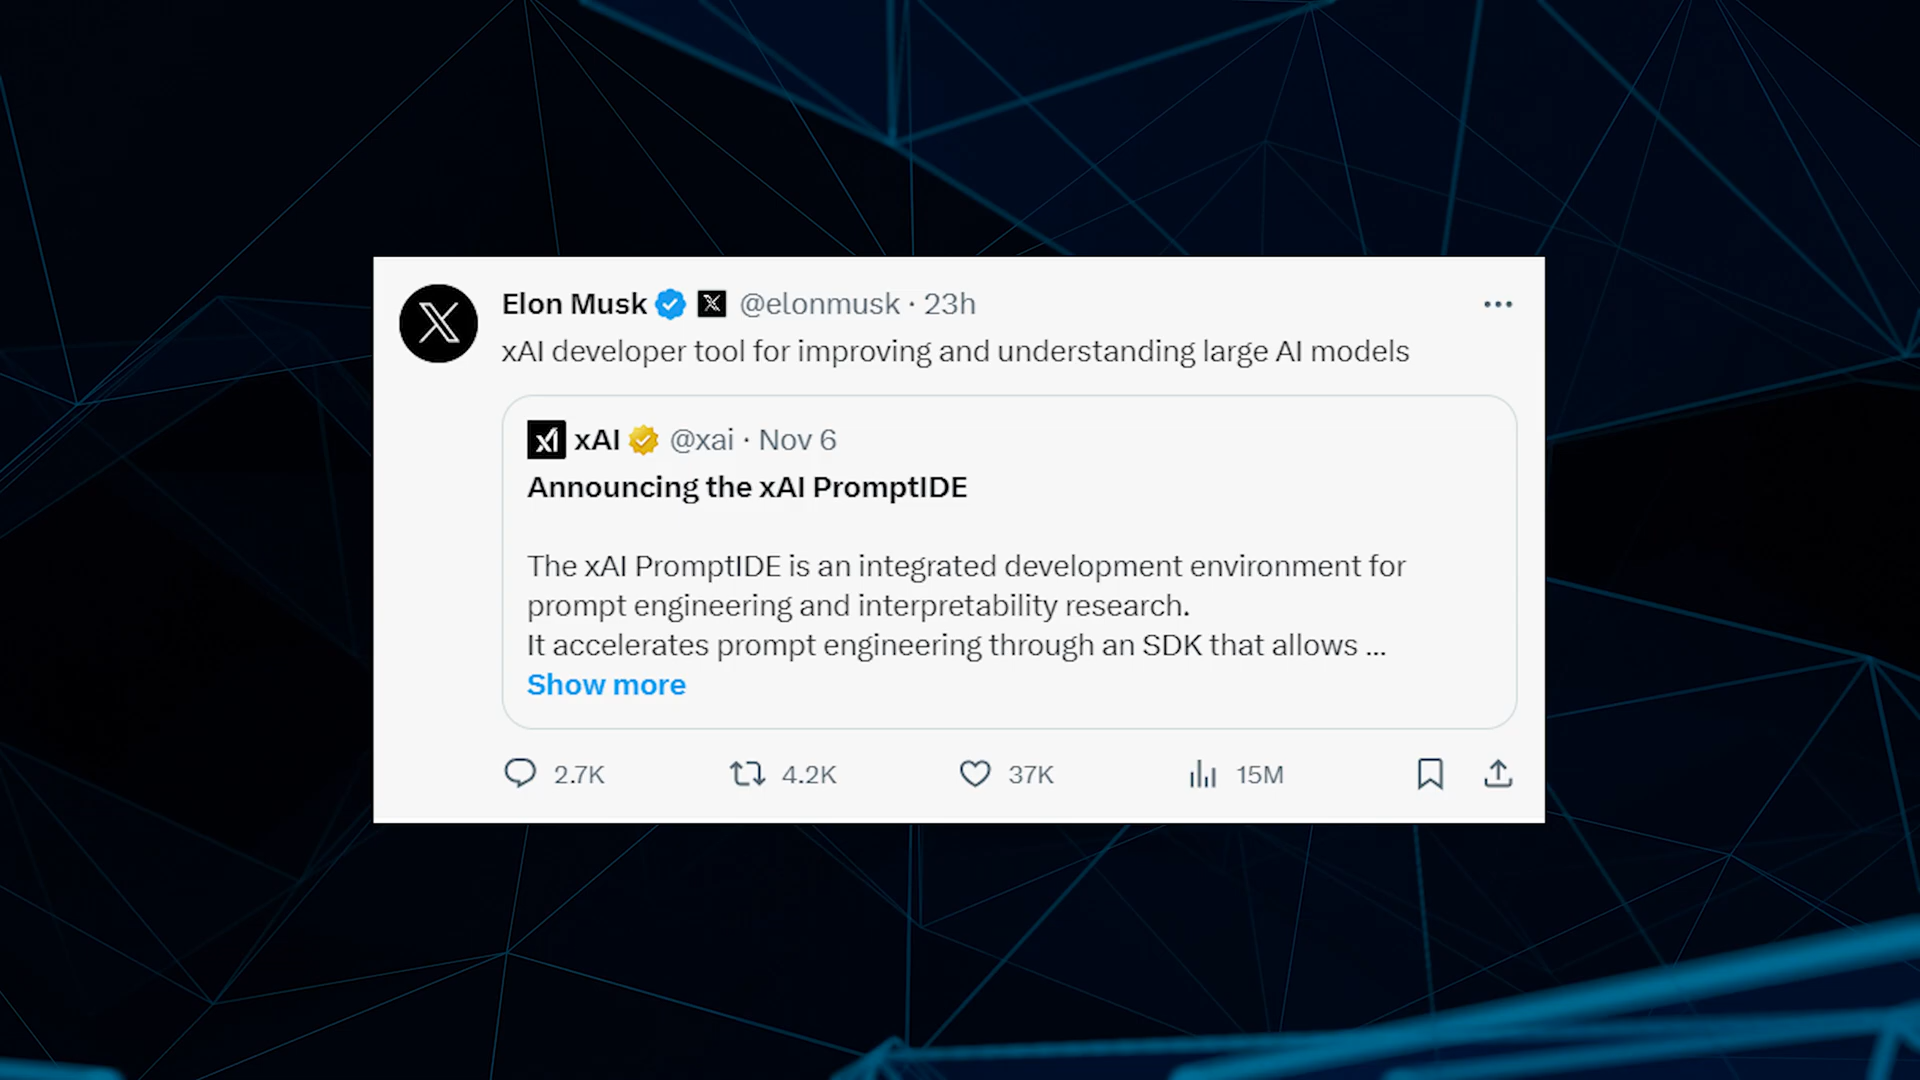 Elon Musk @elonmusk · 23h
xAI developer tool for improving and understanding large AI models
xAI @xai · Nov 6
Announcing the xAI PromptIDE
The xAI PromptIDE is an integrated development environment for
prompt engineering and interpretability research.
It accelerates prompt engineering through an SDK that allows ...
Show more
2.7K 4.2K 37K 15M